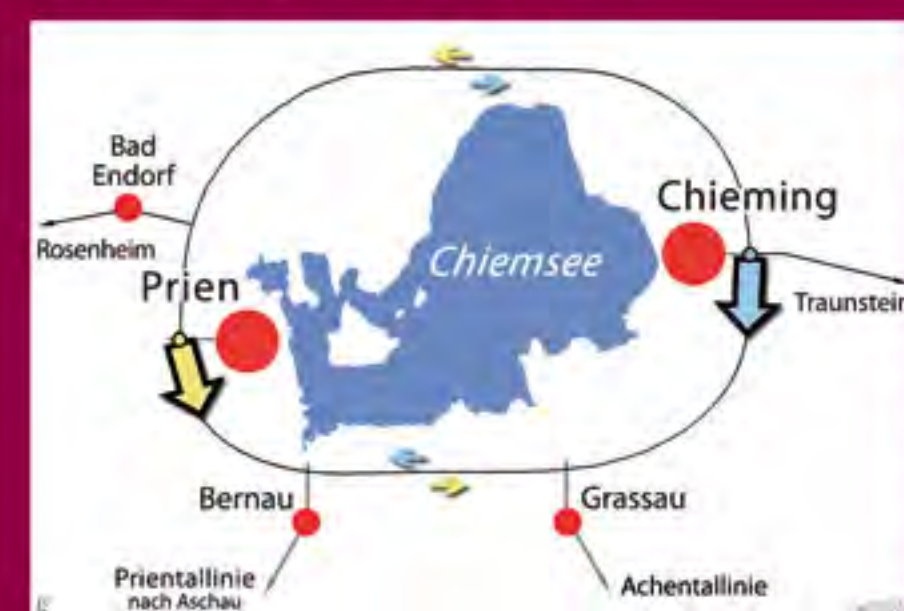 Bad
Endorf
Rosenheim
Chieming
Chiemsee
Prien
Traunstein
Bernau
Grassau
Prientallinie
nach Aschau
Achentallinie